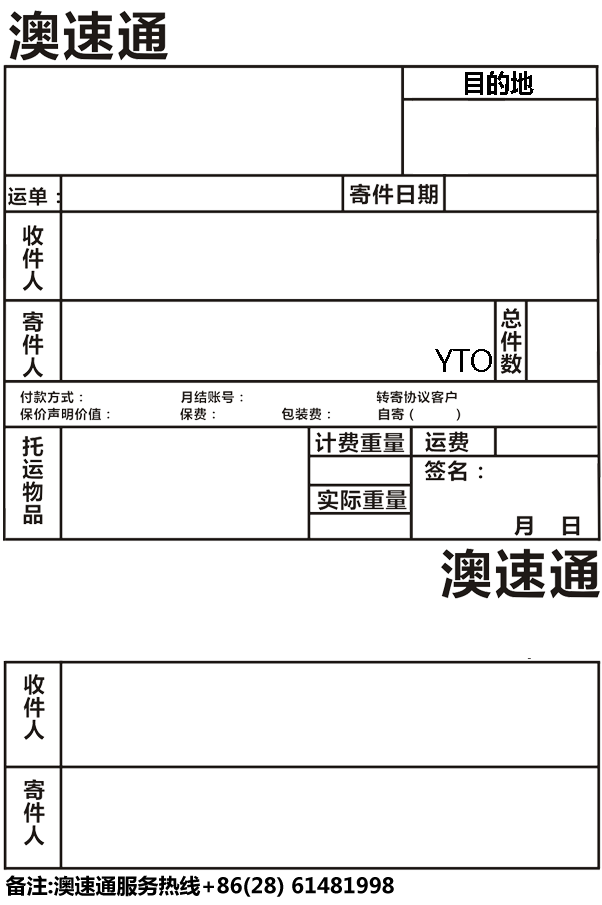 澳速通
目的地
运单：
寄件日期
收件人
寄件人
YTO
总件数
付款方式： 月结账号： 转寄协议客户
保价声明价值： 保费： 包装费： 自寄（ ）
托运物品
计费重量 运费
签名：
实际重量
月 日
澳速通
收件人
寄件人
备注:澳速通服务热线+86(28) 61481998